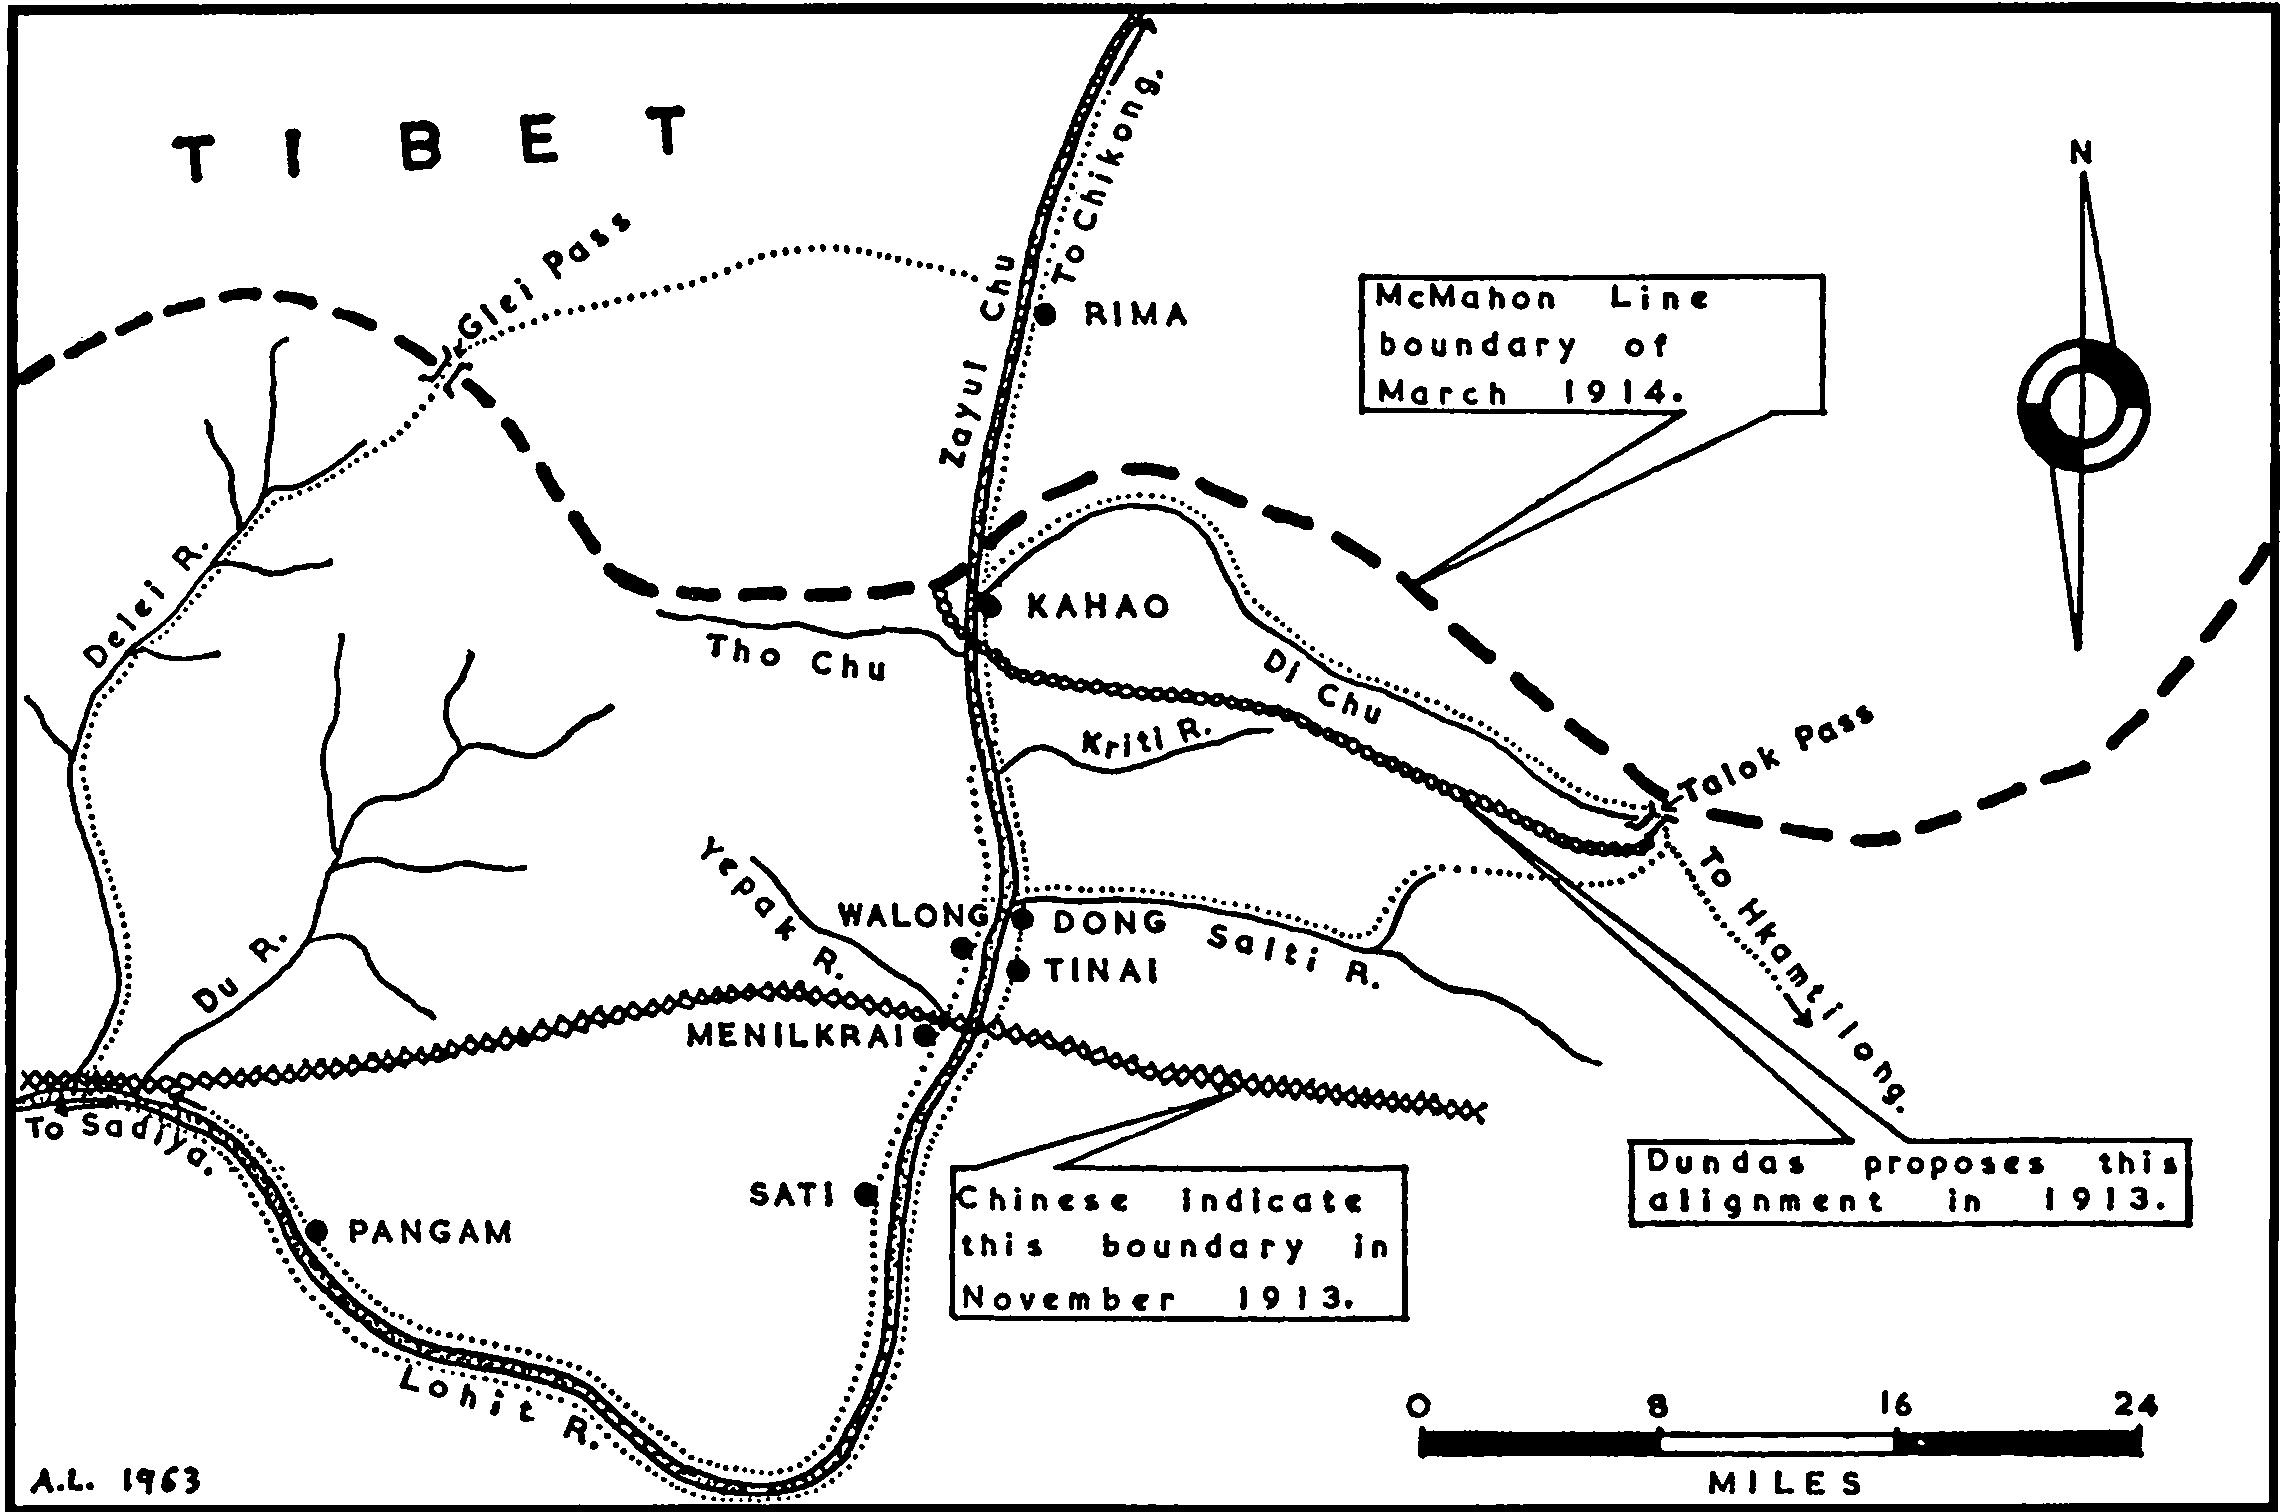 TIBET
N
To Chikong.
Glei Pass
Zayul Chu
RIMA
McMahon Line
boundary of
March 1914.
Delei R.
KAHAO
Tho Chu
Di Chu
Kriti R.
Talok Pass
Yepak R.
WALONG
DONG
Salti R.
To Hkamtilong.
Du R.
TINAI
MENILKRAI
To Sadiya.
SATI
PANGAM
Chinese indicate
this boundary in
November 1913.
Dundas proposes this
alignment in 1913.
Lohit R.
0 8 16 24
MILES
A.L. 1963